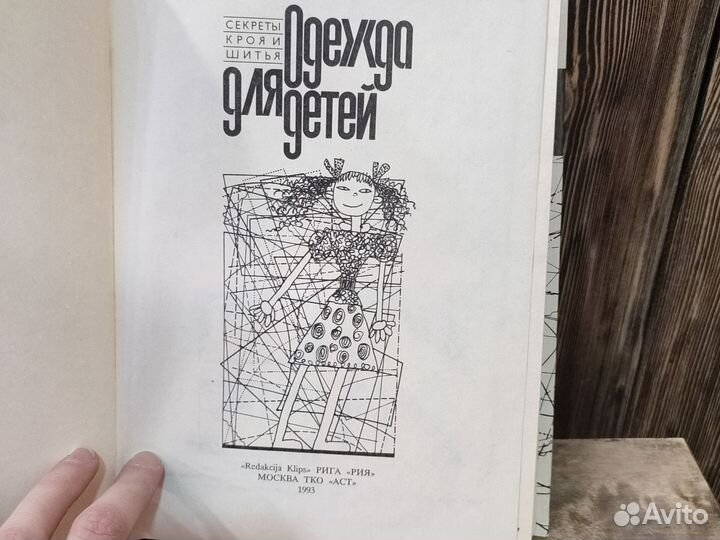 СЕКРЕТЫ
КРОЯ И
ШИТЬЯ
Одежда
для детей
«Redakcija Klips» РИГА «РИЯ»
МОСКВА ТКО «АСТ»
1993
Avito